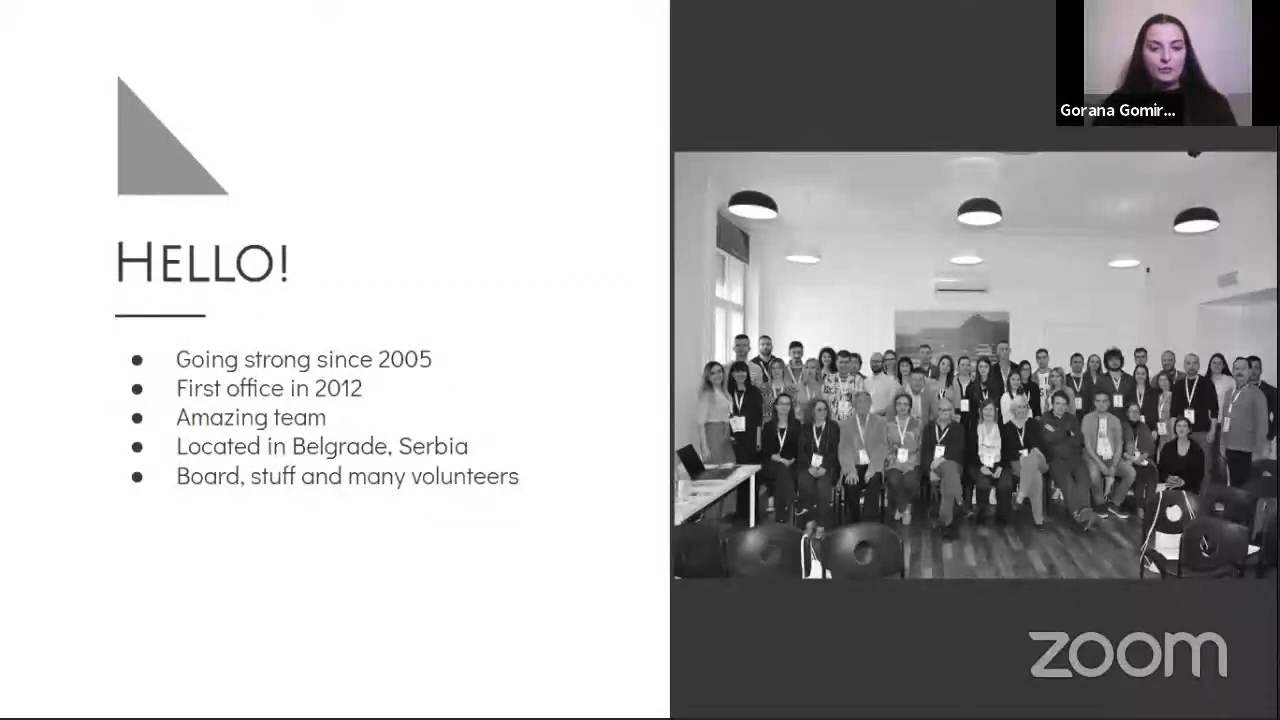 Gorana Gomir...
HELLO!
● Going strong since 2005
● First office in 2012
● Amazing team
● Located in Belgrade, Serbia
● Board, stuff and many volunteers
zoom